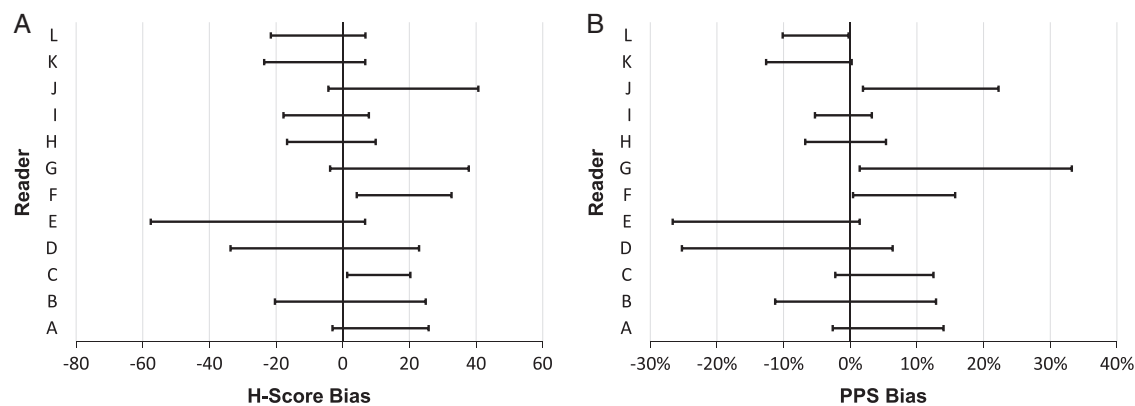 A
L
K
J
I
H
G
F
E
D
C
B
A
Reader
-80 -60 -40 -20 0 20 40 60
H-Score Bias
B
L
K
J
I
H
G
F
E
D
C
B
A
Reader
-30% -20% -10% 0% 10% 20% 30% 40%
PPS Bias